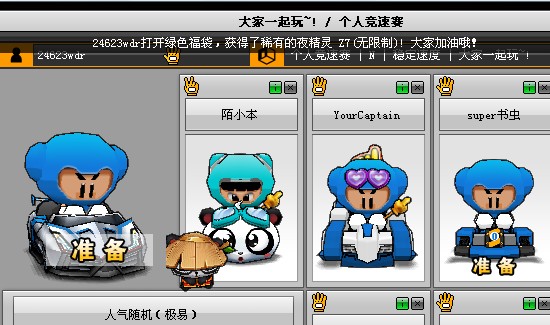 大家一起玩~! / 个人竞速赛
24623wdr打开绿色福袋，获得了稀有的夜精灵 Z7(无限制)! 大家加油哦!
24623wdr 个人竞速赛 | N | 稳定速度 | 大家一起玩~!
陌小本 YourCaptain super书虫
准备 准备
人气随机(极易)